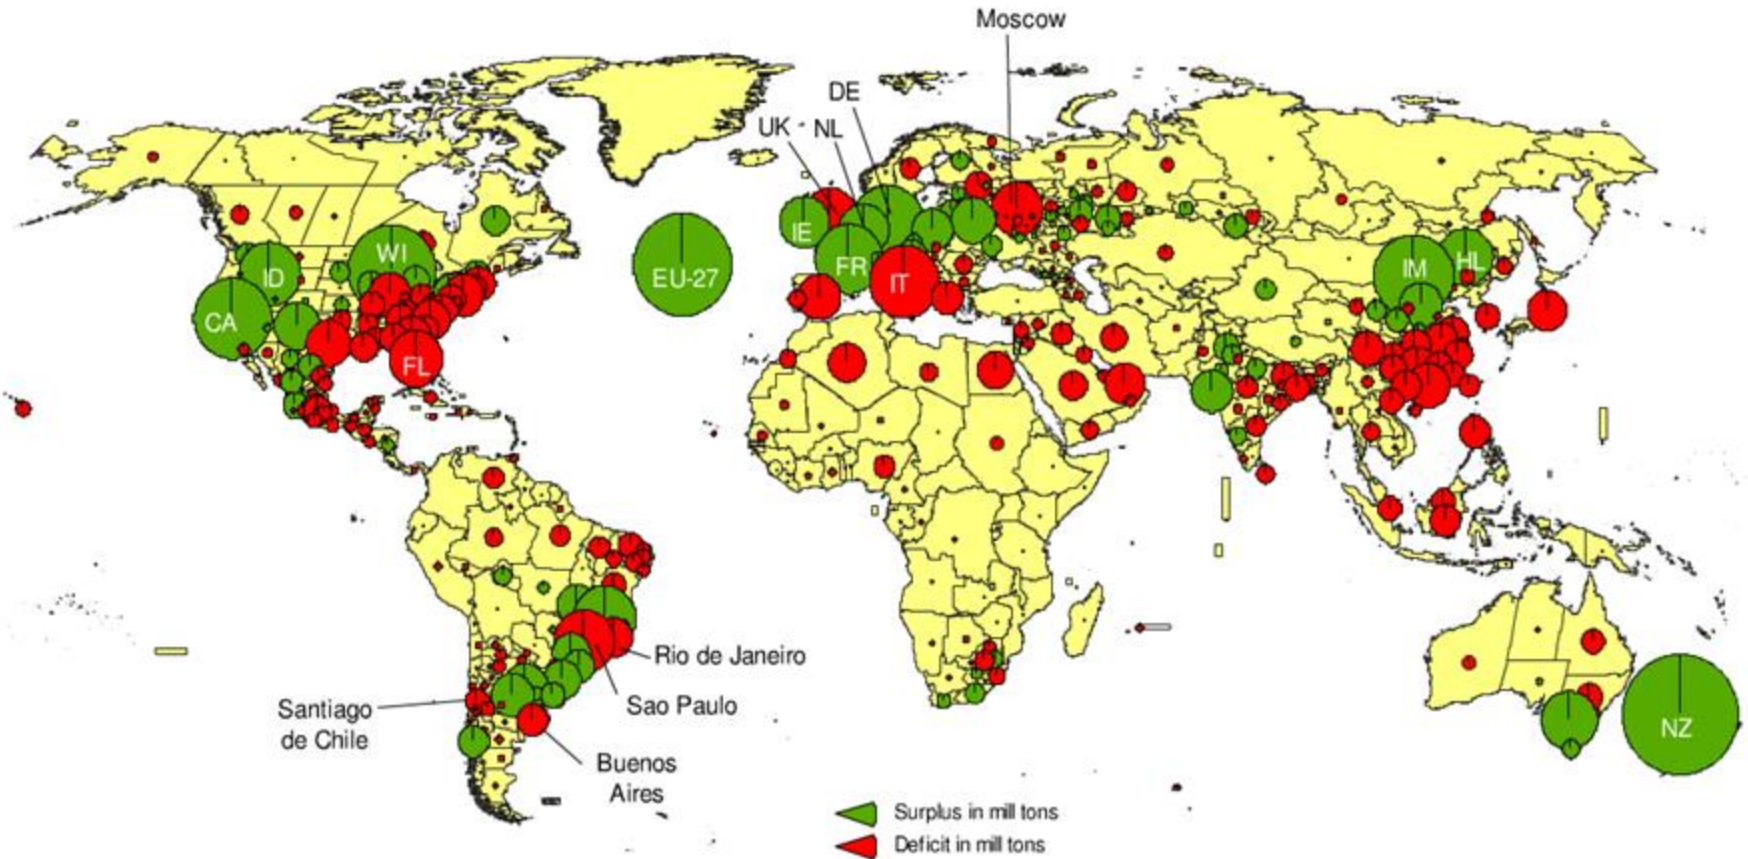 Moscow
DE
UK
NL
IE
WI
ID
EU-27
FR
IT
IM
HL
CA
FL
Rio de Janeiro
Santiago
de Chile
Sao Paulo
NZ
Buenos
Aires
Surplus in mill tons
Deficit in mill tons